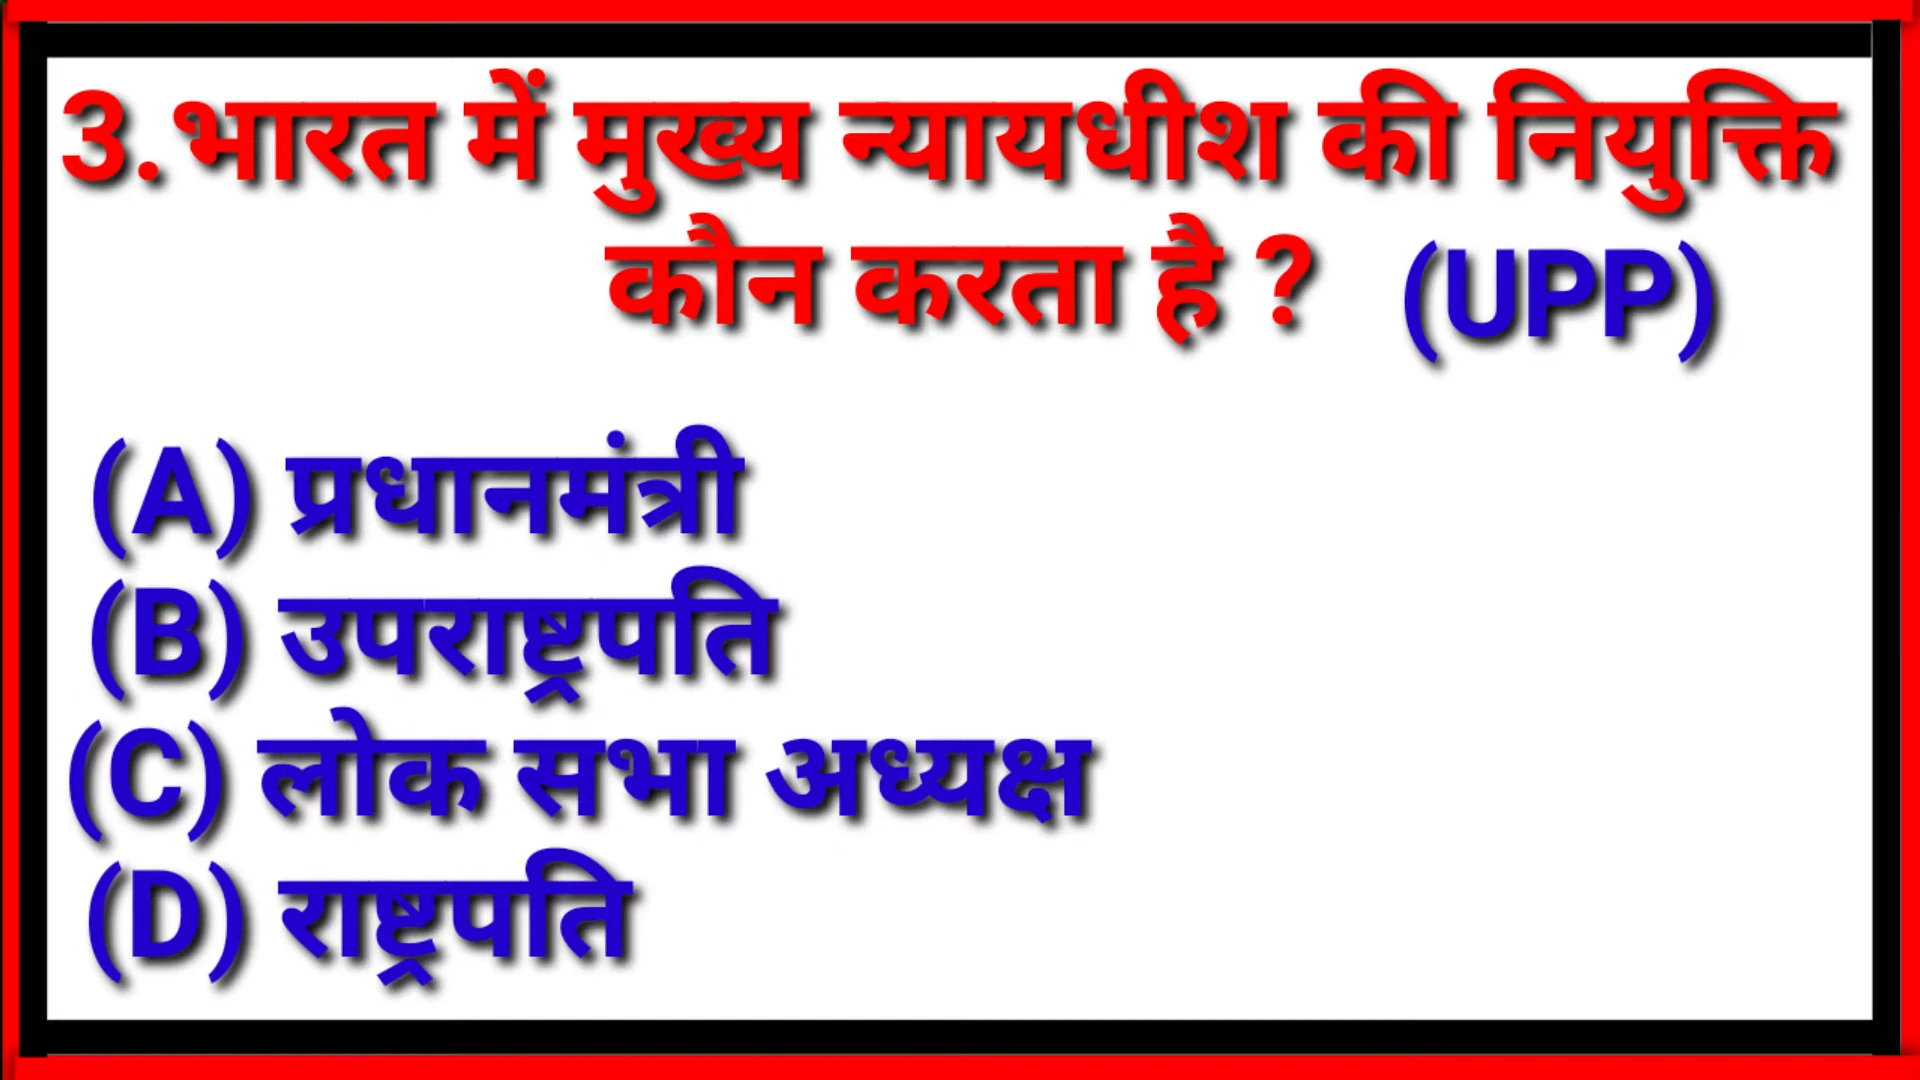 3. भारत में मुख्य न्यायधीश की नियुक्ति
कौन करता है ? (UPP)
(A) प्रधानमंत्री
(B) उपराष्ट्रपति
(C) लोक सभा अध्यक्ष
(D) राष्ट्रपति